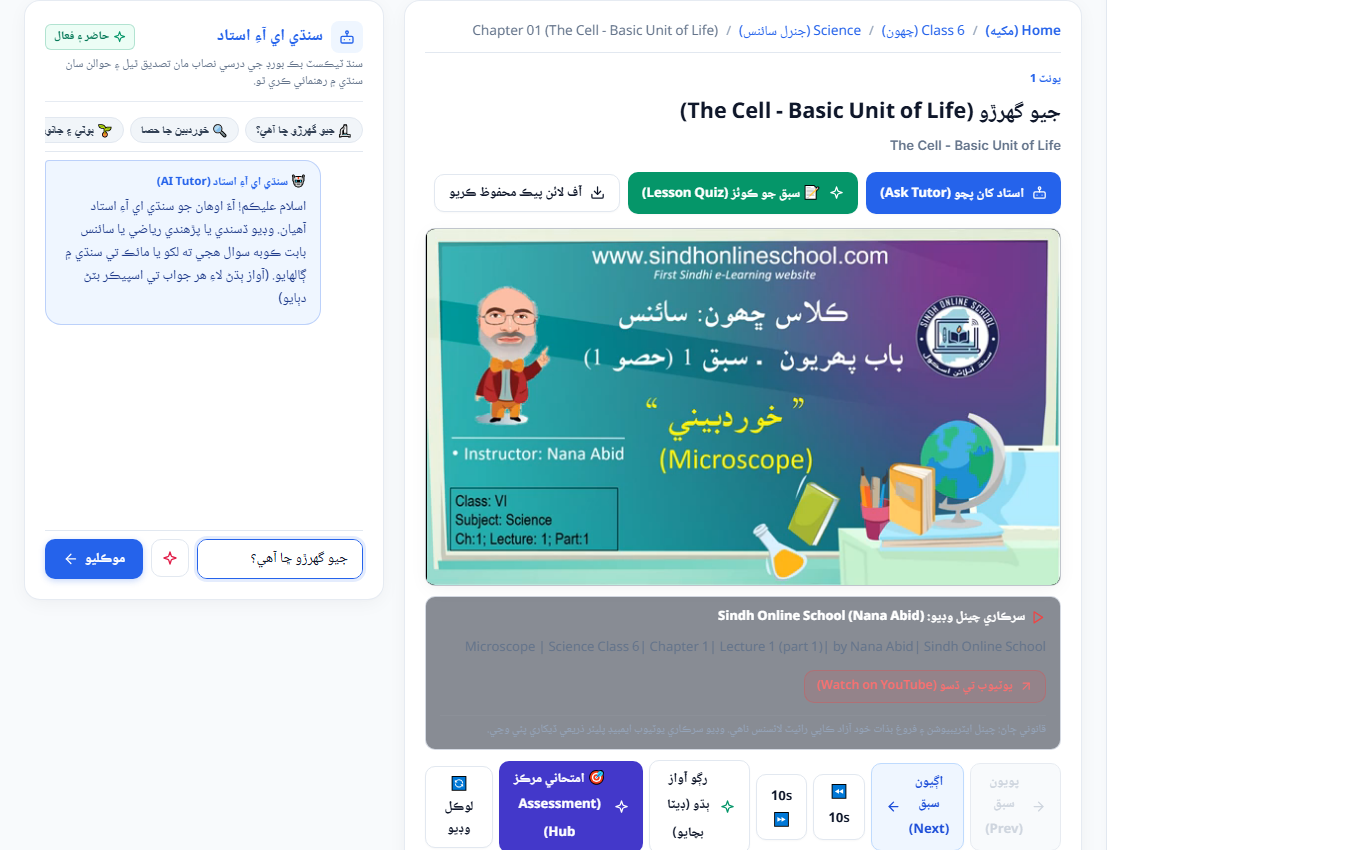 Home (مکيه) / Class 6 (ڇهون) / Science (جنرل سائنس) / Chapter 01 (The Cell - Basic Unit of Life)
يونٽ 1
جيو گهرڙو (The Cell - Basic Unit of Life)
The Cell - Basic Unit of Life
استاد کان پڇو (Ask Tutor)
📝 سبق جو ڪوئز (Lesson Quiz)
آف لائن پيڪ محفوظ ڪريو
www.sindhonlineschool.com
First Sindhi e-Learning website
ڪلاس ڇهون: سائنس
باب پهريون . سبق 1 (حصو 1)
“ خوردبيني ”
(Microscope)
• Instructor: Nana Abid
Class: VI
Subject: Science
Ch:1; Lecture: 1; Part:1
SINDH ONLINE SCHOOL
سنڌ آنلائن اسڪول
سرڪاري چينل وڊيو: Sindh Online School (Nana Abid)
Microscope | Science Class 6| Chapter 1| Lecture 1 (part 1)| by Nana Abid| Sindh Online School
يوٽيوب تي ڏسو (Watch on YouTube)
پويون سبق (Prev)
اڳيون سبق (Next)
⏪ 10s
10s ⏩
رڳو آواز ٻڌو (ڊيٽا بچايو)
🎯 امتحاني مرڪز (Assessment Hub)
🔄 لوڪل وڊيو
سنڌي اي آءِ استاد
حاضر ۽ فعال
سنڌ ٽيڪسٽ بڪ بورڊ جي درسي نصاب مان تصديق ٿيل ۽ حوالن سان
سنڌي ۾ رهنمائي ڪري ٿو.
🔬 جيو گهرڙو ڇا آهي؟
🔍 خوردبين جا حصا
🌱 ٻوٽي ۽ جانو
سنڌي اي آءِ استاد (AI Tutor)
اسلام عليڪم! آءٌ اوهان جو سنڌي اي آءِ استاد
آهيان. وڊيو ڏسندي يا پڙهندي رياضي يا سائنس
بابت ڪوبه سوال هجي ته لکو يا مائڪ تي سنڌي ۾
ڳالهايو. (آواز ٻڌڻ لاءِ هر جواب تي اسپيڪر بٽڻ
دٻايو)
جيو گهرڙو ڇا آهي؟
موڪليو